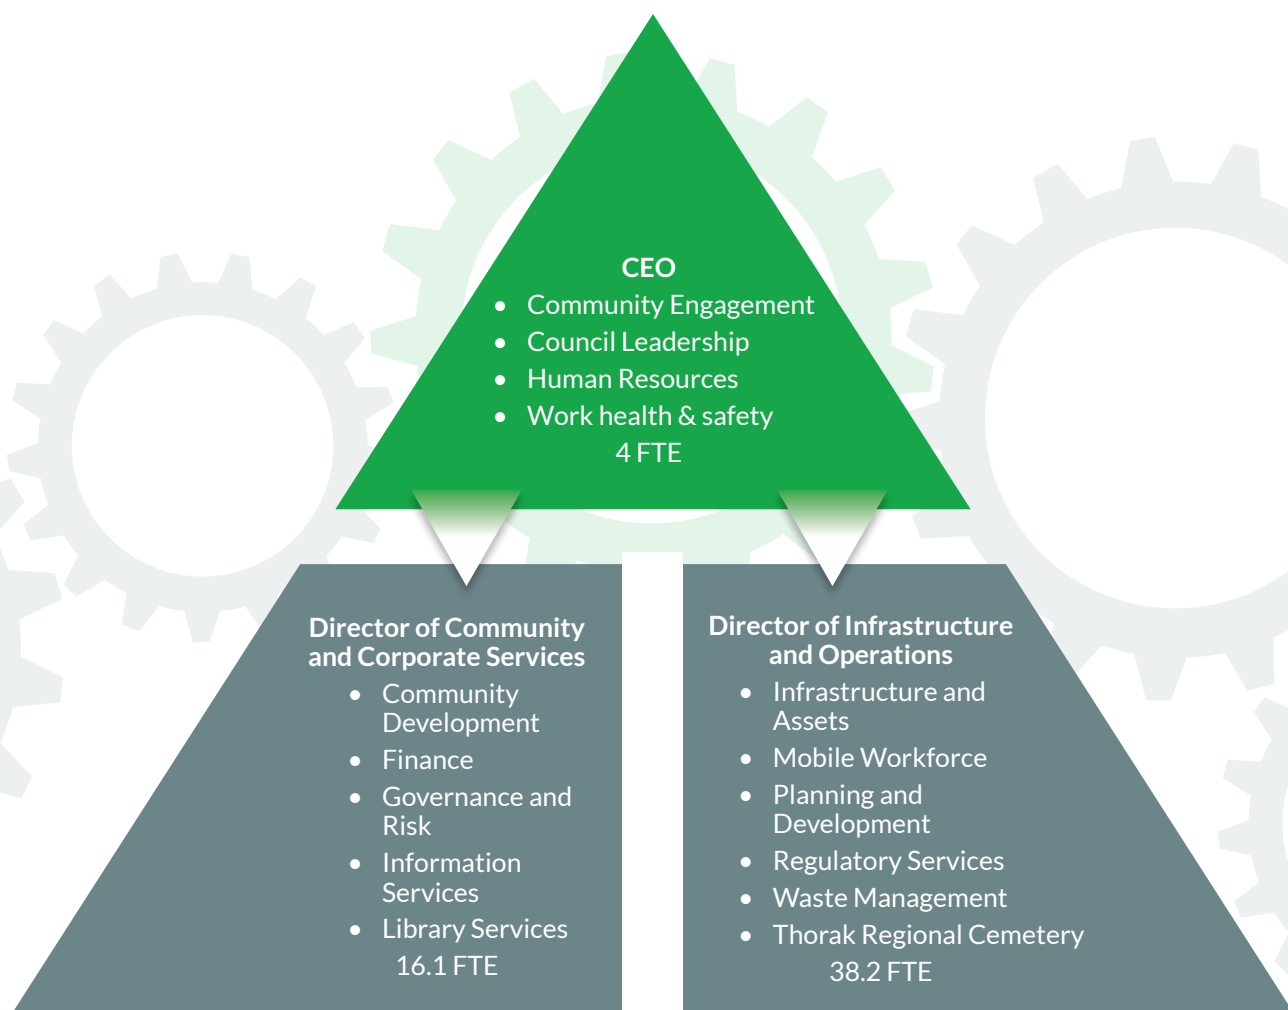 CEO
• Community Engagement
• Council Leadership
• Human Resources
• Work health & safety
4 FTE
Director of Community
and Corporate Services
• Community
Development
• Finance
• Governance and
Risk
• Information
Services
• Library Services
16.1 FTE
Director of Infrastructure
and Operations
• Infrastructure and
Assets
• Mobile Workforce
• Planning and
Development
• Regulatory Services
• Waste Management
• Thorak Regional Cemetery
38.2 FTE